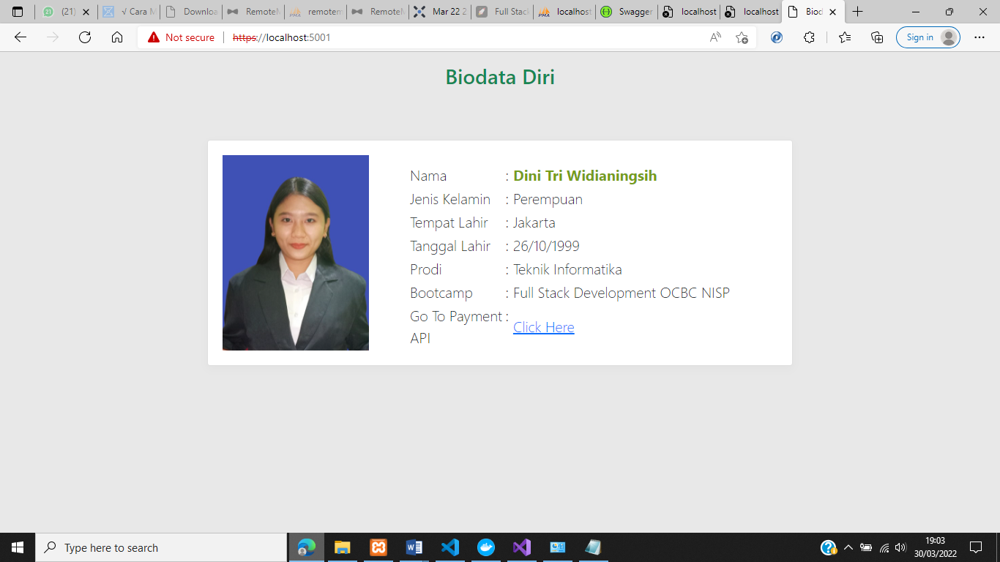 (21)
√ Cara M
Downloa
RemoteM
remotem
RemoteM
Mar 22 2
Full Stack
localhost
Swagger
localhost
localhost
Biod
Not secure
https://localhost:5001
Sign in
Biodata Diri
Nama : Dini Tri Widianingsih
Jenis Kelamin : Perempuan
Tempat Lahir : Jakarta
Tanggal Lahir : 26/10/1999
Prodi : Teknik Informatika
Bootcamp : Full Stack Development OCBC NISP
Go To Payment :
API
Click Here
Type here to search
19:03
30/03/2022